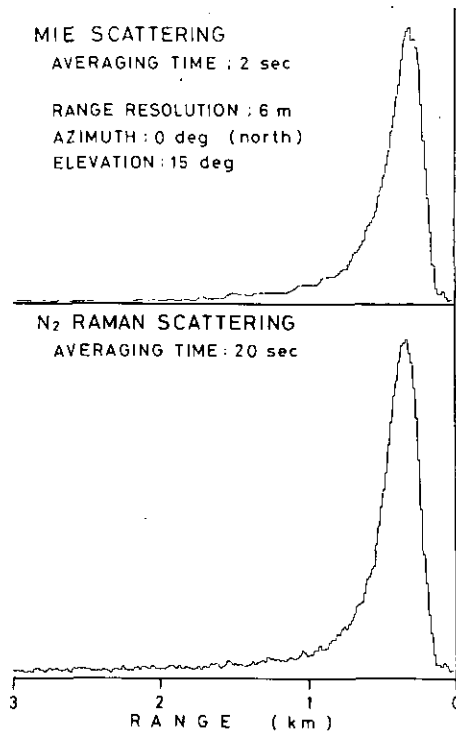 MIE SCATTERING
AVERAGING TIME : 2 sec
RANGE RESOLUTION : 6 m
AZIMUTH : 0 deg (north)
ELEVATION : 15 deg
N₂ RAMAN SCATTERING
AVERAGING TIME : 20 sec
3 2 1 0
RANGE (km)